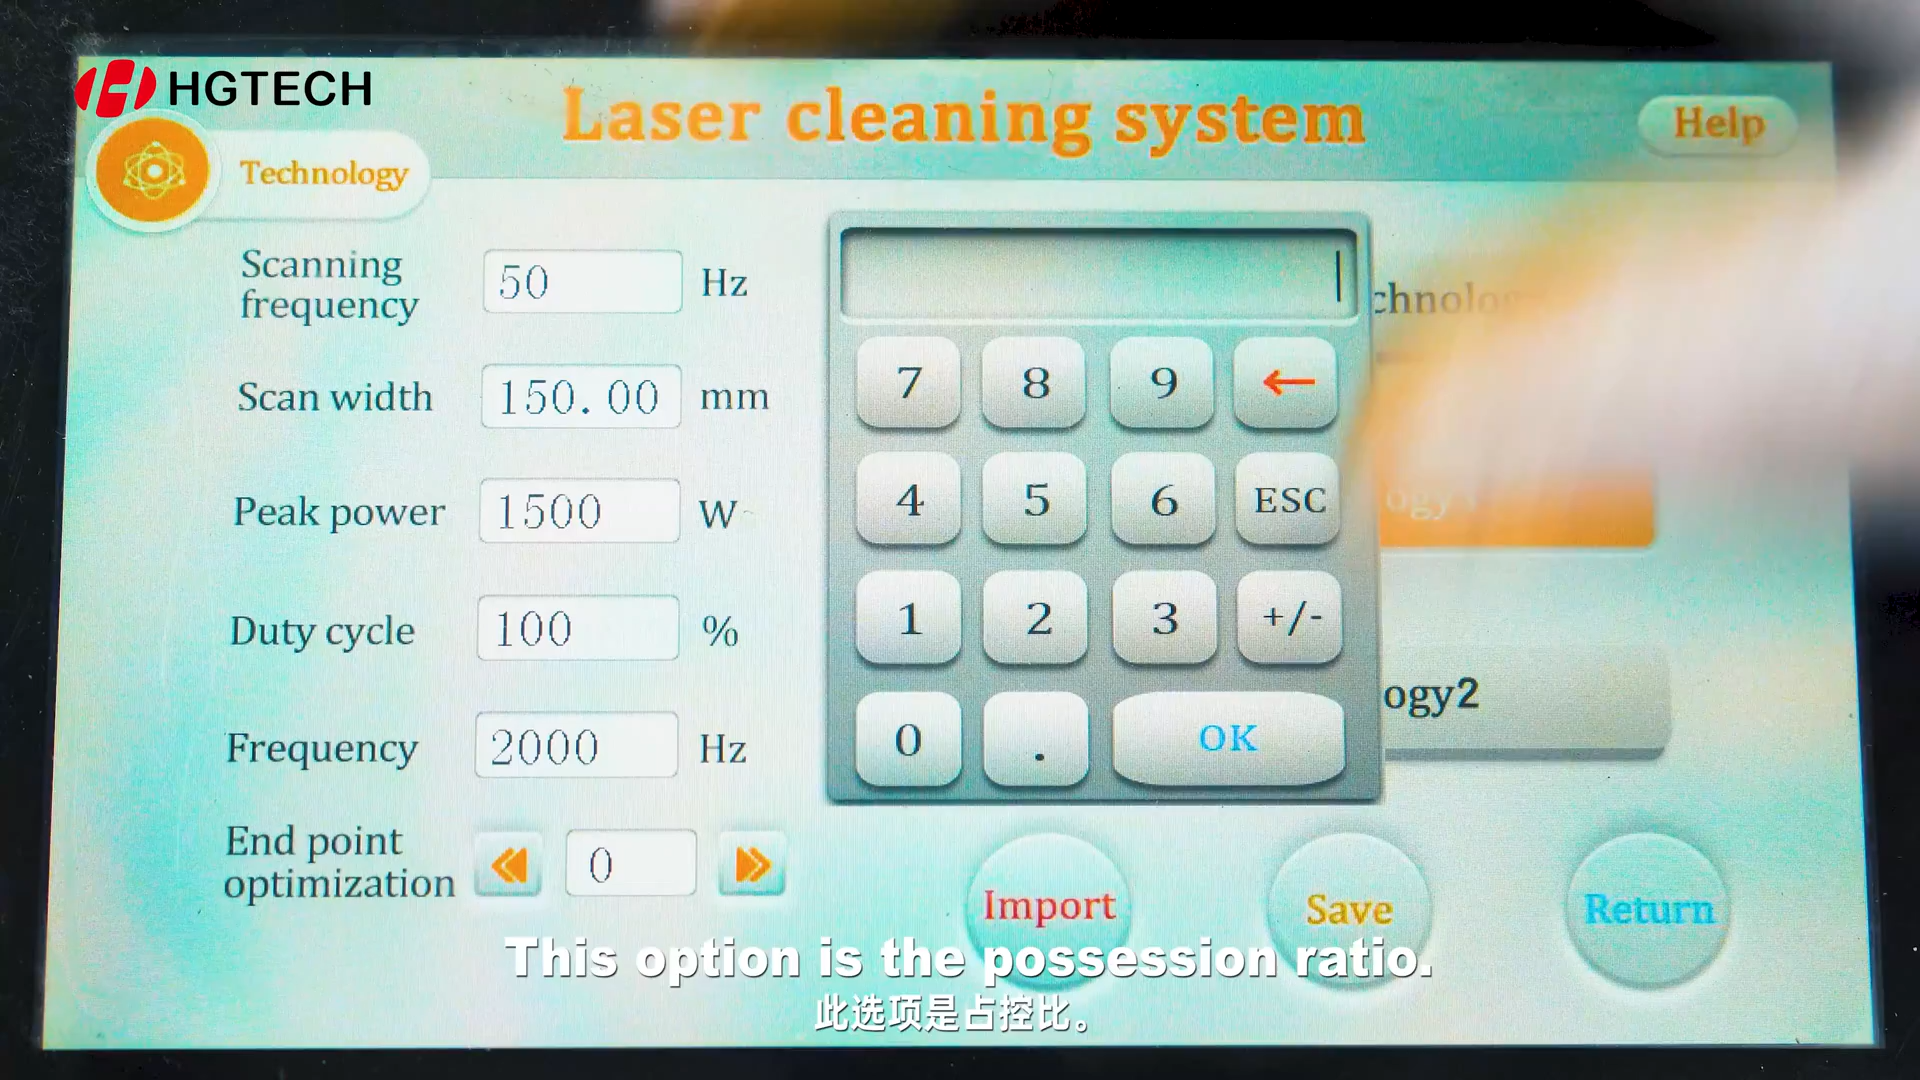 HGTECH
Laser cleaning system
Help
Technology
Scanning
frequency
50
Hz
Scan width
150.00
mm
Peak power
1500
W
Duty cycle
100
%
Frequency
2000
Hz
End point
optimization
0
7 8 9 ←
4 5 6 ESC
1 2 3 +/-
0 . OK
chnolo
ogy
ogy2
Import
Save
Return
This option is the possession ratio.
此选项是占控比。